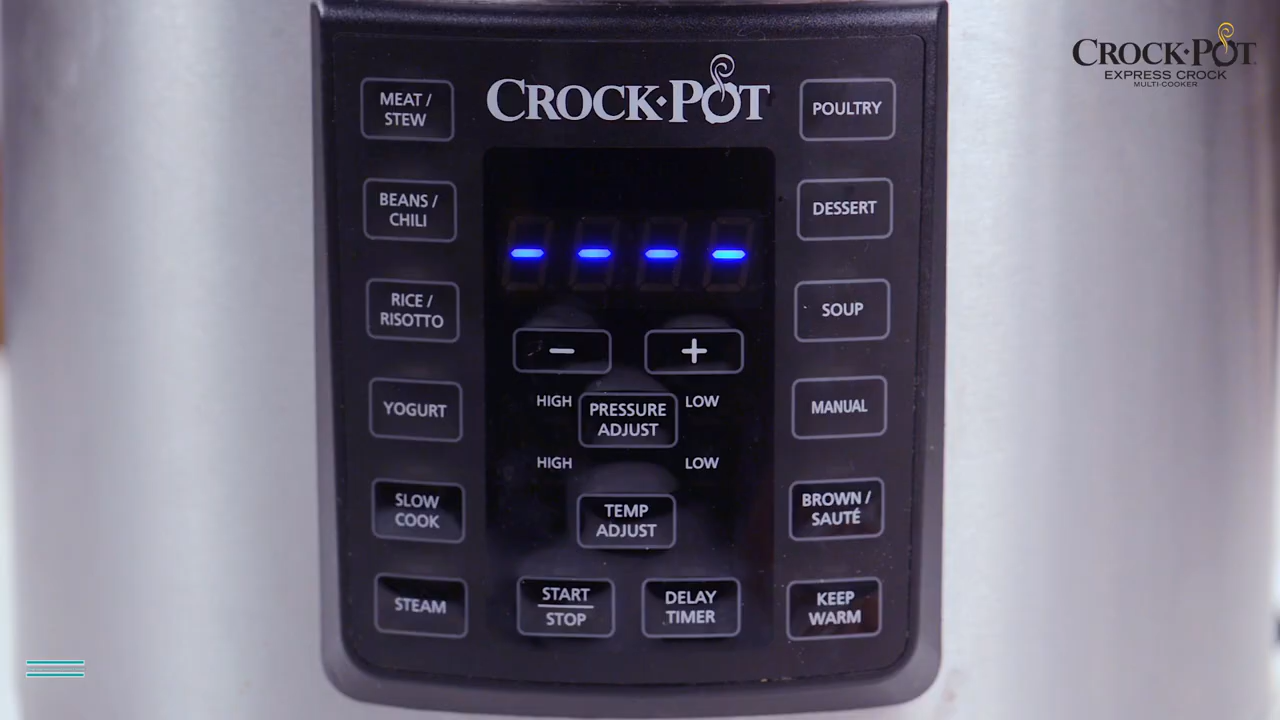 CROCK·POT
EXPRESS CROCK
MULTI-COOKER
CROCK·POT
MEAT /
STEW
POULTRY
BEANS /
CHILI
DESSERT
- - - -
RICE /
RISOTTO
SOUP
− +
HIGH
PRESSURE
ADJUST
LOW
YOGURT
MANUAL
HIGH
LOW
TEMP
ADJUST
SLOW
COOK
BROWN /
SAUTÉ
STEAM
START
STOP
DELAY
TIMER
KEEP
WARM